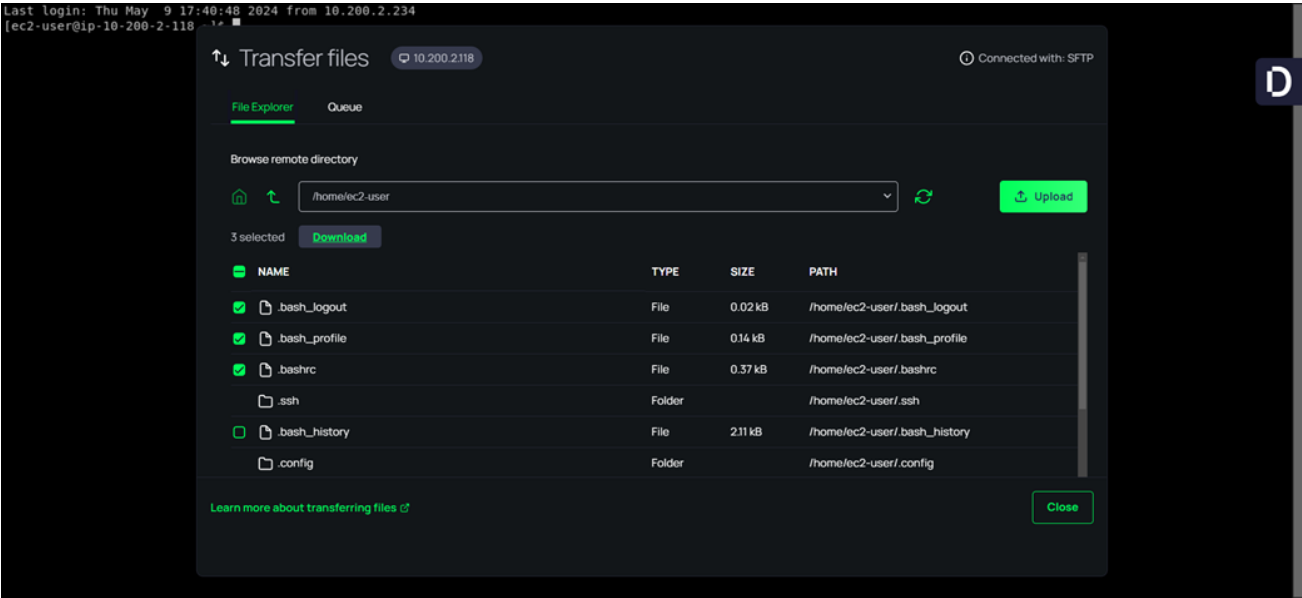 Last login: Thu May  9 17:40:48 2024 from 10.200.2.234
[ec2-user@ip-10-200-2-118 ~]$
Transfer files 10.200.2.118 Connected with: SFTP
D
File Explorer Queue
Browse remote directory
/home/ec2-user Upload
3 selected Download
NAME TYPE SIZE PATH
.bash_logout File 0.02 kB /home/ec2-user/.bash_logout
.bash_profile File 0.14 kB /home/ec2-user/.bash_profile
.bashrc File 0.37 kB /home/ec2-user/.bashrc
.ssh Folder /home/ec2-user/.ssh
.bash_history File 2.11 kB /home/ec2-user/.bash_history
.config Folder /home/ec2-user/.config
Learn more about transferring files Close